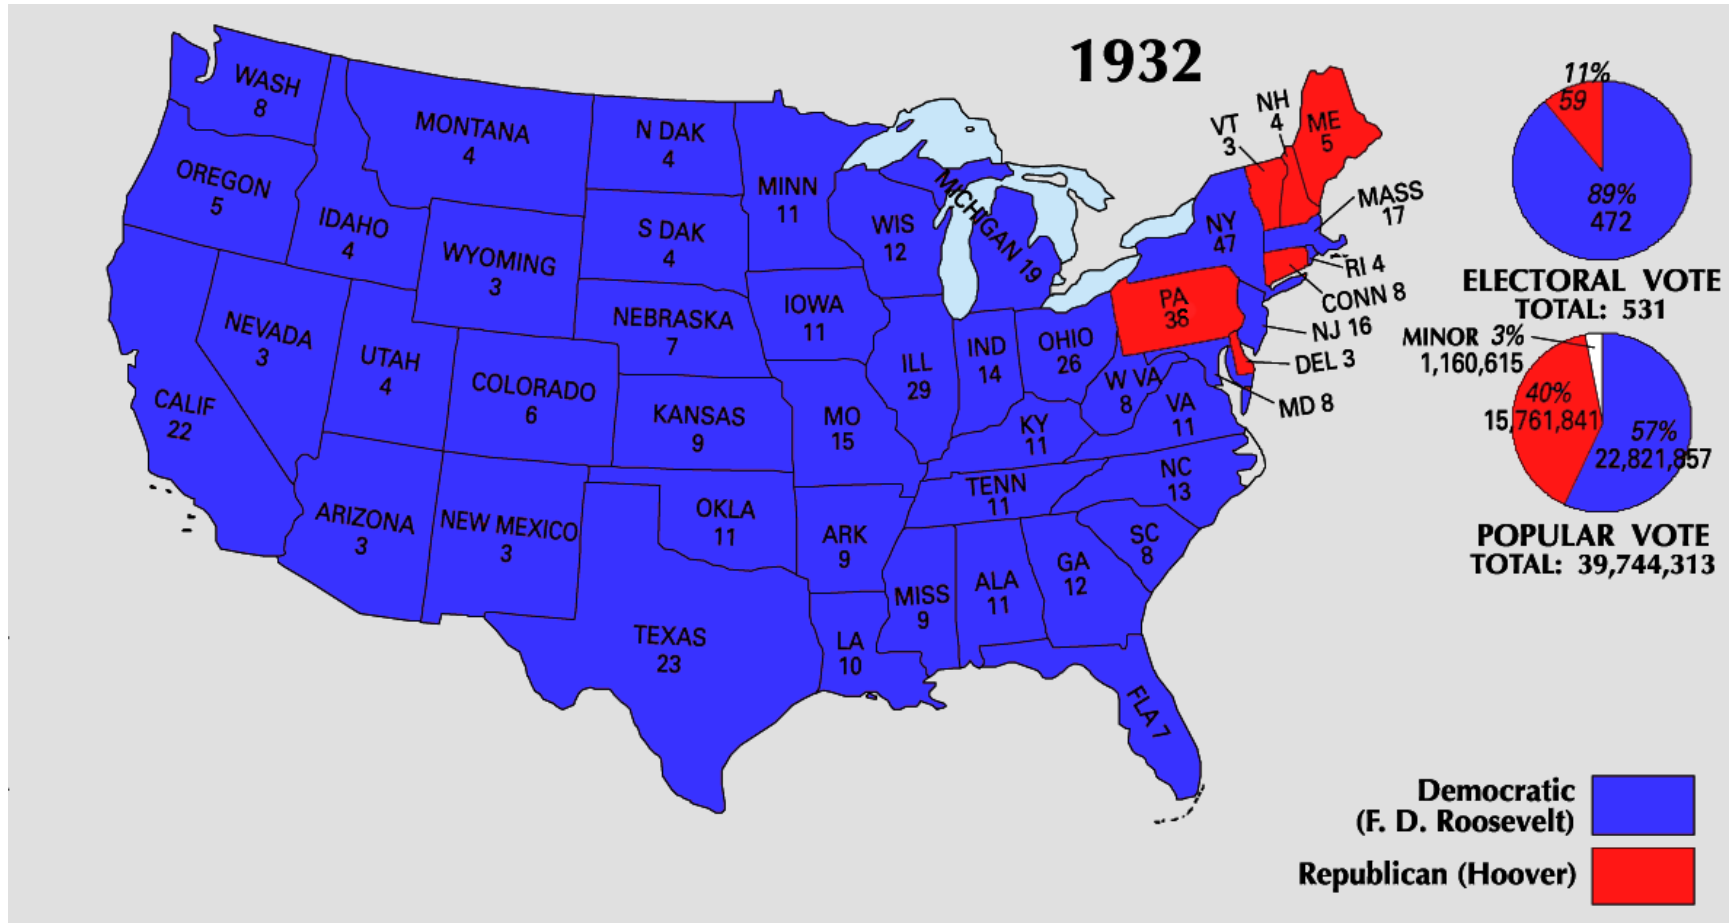 1932
WASH
8
OREGON
5
CALIF
22
NEVADA
3
IDAHO
4
MONTANA
4
WYOMING
3
UTAH
4
ARIZONA
3
COLORADO
6
NEW MEXICO
3
N DAK
4
S DAK
4
NEBRASKA
7
KANSAS
9
OKLA
11
TEXAS
23
MINN
11
IOWA
11
MO
15
ARK
9
LA
10
WIS
12
ILL
29
MICHIGAN 19
IND
14
OHIO
26
KY
11
TENN
11
MISS
9
ALA
11
GA
12
FLA 7
SC
8
NC
13
VA
11
W VA
8
PA
36
NY
47
VT
3
NH
4
ME
5
MASS
17
RI 4
CONN 8
NJ 16
DEL 3
MD 8
11%
59
89%
472
ELECTORAL VOTE
TOTAL: 531
MINOR 3%
1,160,615
40%
15,761,841
57%
22,821,857
POPULAR VOTE
TOTAL: 39,744,313
Democratic
(F. D. Roosevelt)
Republican (Hoover)